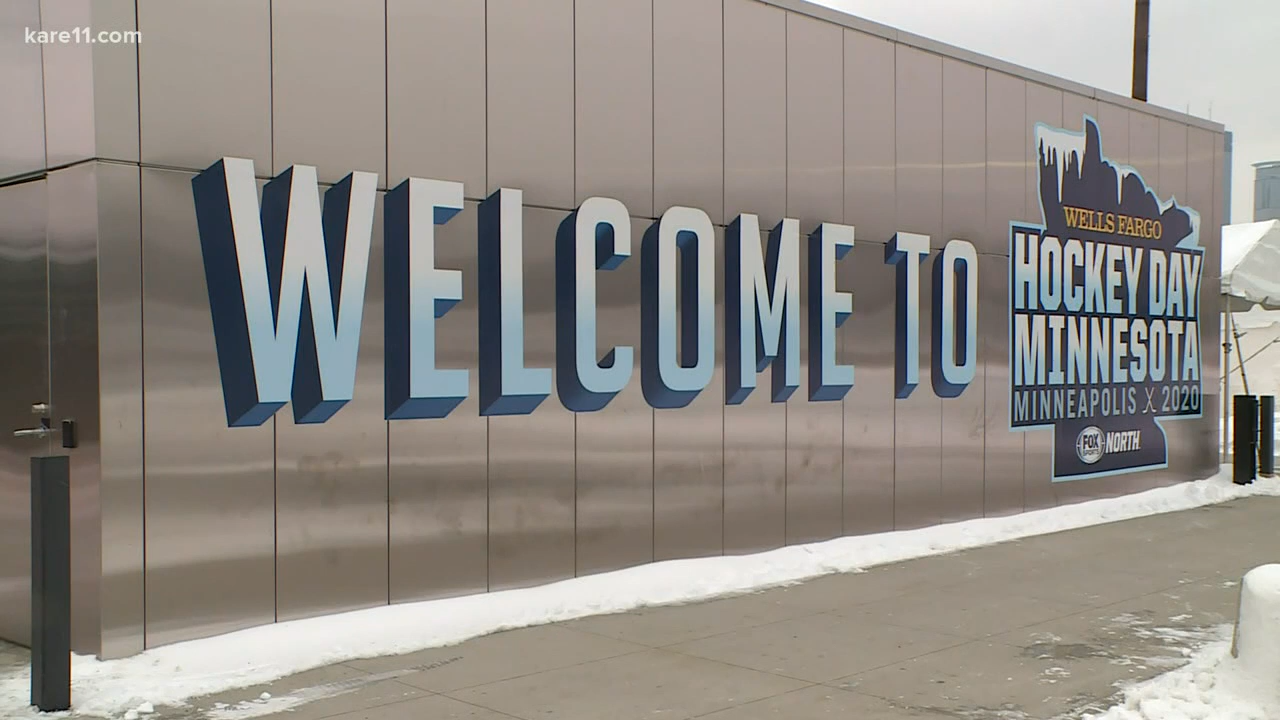 kare11.com
WELCOME TO
WELLS FARGO
HOCKEY DAY
MINNESOTA
MINNEAPOLIS X 2020
FOX SPORTS NORTH